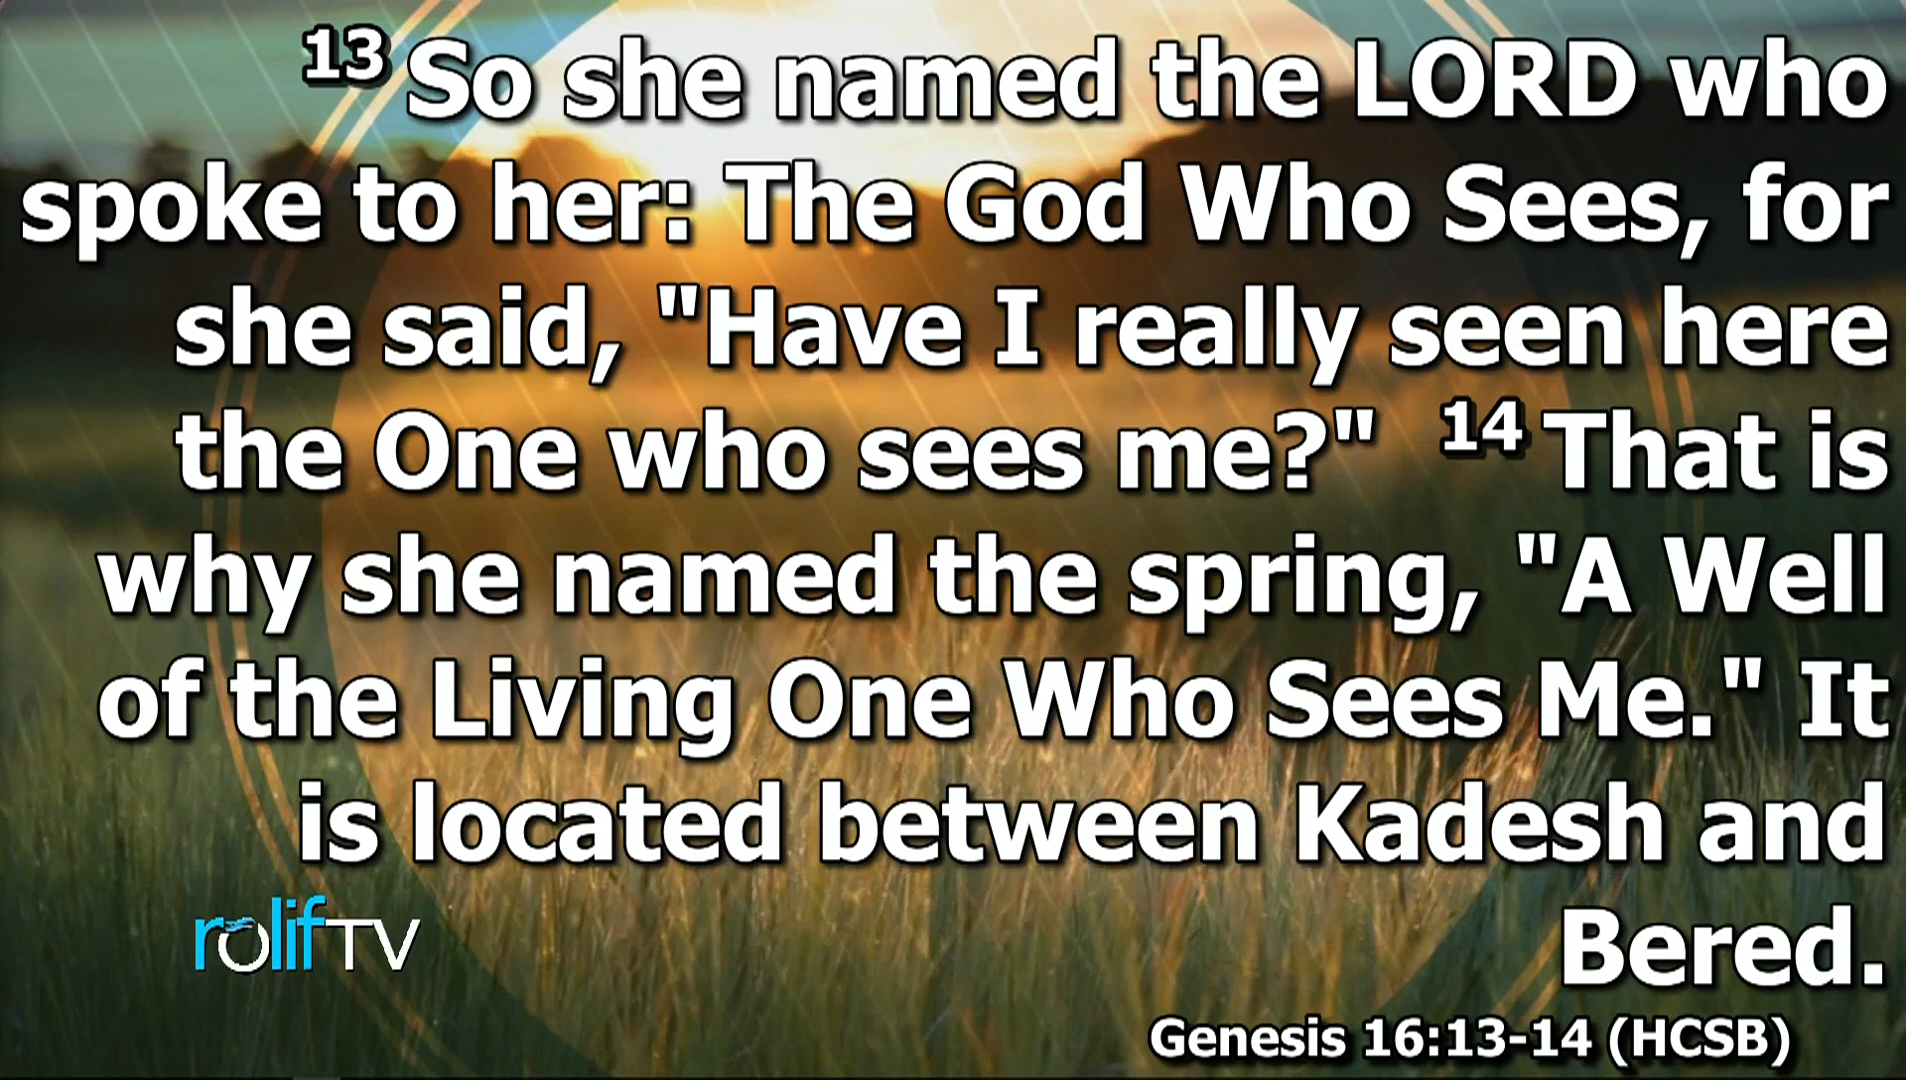 13 So she named the LORD who
spoke to her: The God Who Sees, for
she said, "Have I really seen here
the One who sees me?" 14 That is
why she named the spring, "A Well
of the Living One Who Sees Me." It
is located between Kadesh and
Bered.
rolifTV
Genesis 16:13-14 (HCSB)